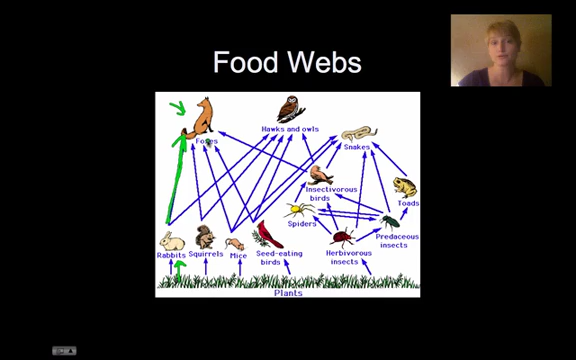 Food Webs
Foxes
Hawks and owls
Snakes
Insectivorous
birds
Toads
Spiders
Predaceous
insects
Rabbits
Squirrels
Mice
Seed-eating
birds
Herbivorous
insects
Plants